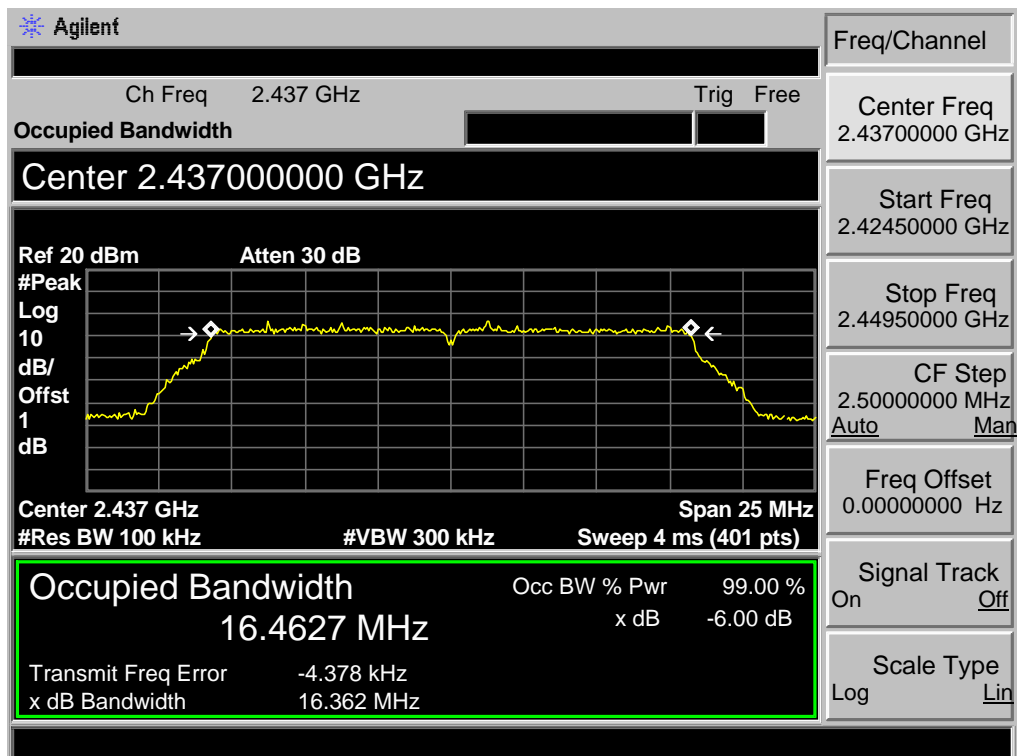 Agilent
Freq/Channel
Ch Freq 2.437 GHz Trig Free
Occupied Bandwidth
Center 2.437000000 GHz
Ref 20 dBm Atten 30 dB
#Peak
Log
10
dB/
Offst
1
dB
Center 2.437 GHz Span 25 MHz
#Res BW 100 kHz #VBW 300 kHz Sweep 4 ms (401 pts)
Occupied Bandwidth Occ BW % Pwr 99.00 %
16.4627 MHz x dB -6.00 dB
Transmit Freq Error -4.378 kHz
x dB Bandwidth 16.362 MHz
Center Freq
2.43700000 GHz
Start Freq
2.42450000 GHz
Stop Freq
2.44950000 GHz
CF Step
2.50000000 MHz
Auto Man
Freq Offset
0.00000000 Hz
Signal Track
On Off
Scale Type
Log Lin